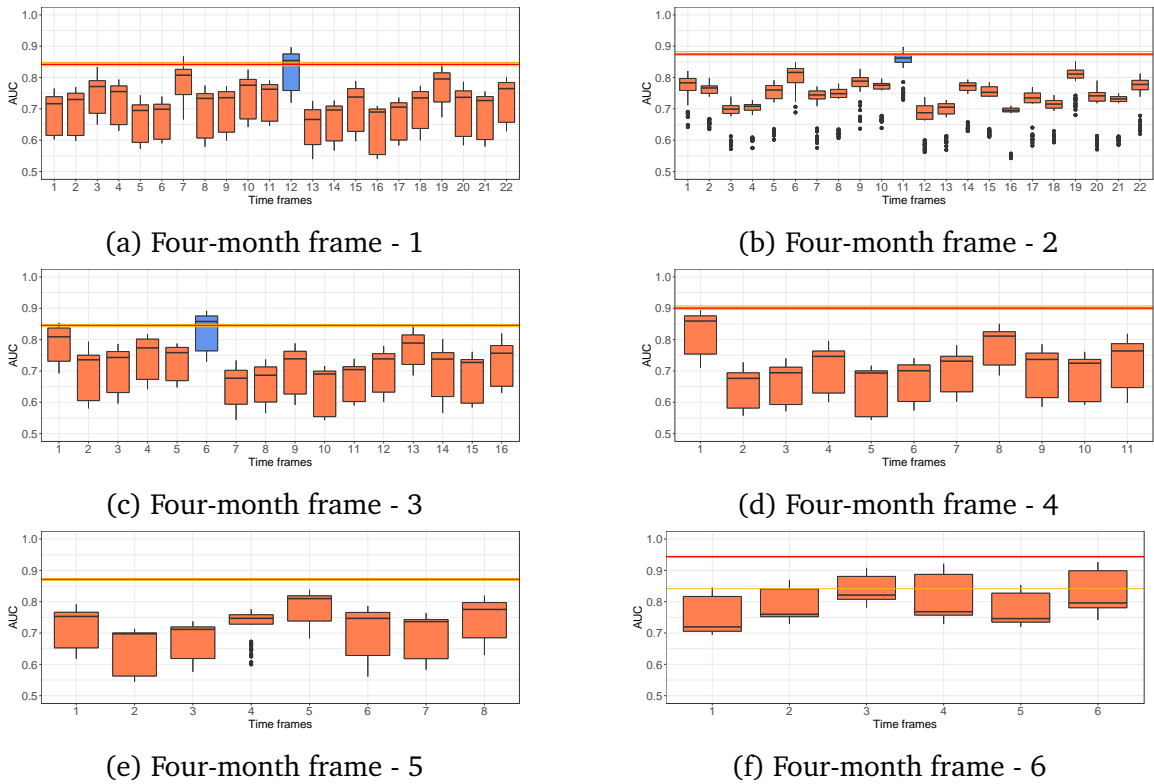 1.0
0.9
0.8
0.7
0.6
0.5
AUC
1 2 3 4 5 6 7 8 9 10 11 12 13 14 15 16 17 18 19 20 21 22
Time frames
(a) Four-month frame - 1
1.0
0.9
0.8
0.7
0.6
0.5
AUC
1 2 3 4 5 6 7 8 9 10 11 12 13 14 15 16 17 18 19 20 21 22
Time frames
(b) Four-month frame - 2
1.0
0.9
0.8
0.7
0.6
0.5
AUC
1 2 3 4 5 6 7 8 9 10 11 12 13 14 15 16
Time frames
(c) Four-month frame - 3
1.0
0.9
0.8
0.7
0.6
0.5
AUC
1 2 3 4 5 6 7 8 9 10 11
Time frames
(d) Four-month frame - 4
1.0
0.9
0.8
0.7
0.6
0.5
AUC
1 2 3 4 5 6 7 8
Time frames
(e) Four-month frame - 5
1.0
0.9
0.8
0.7
0.6
0.5
AUC
1 2 3 4 5 6
Time frames
(f) Four-month frame - 6